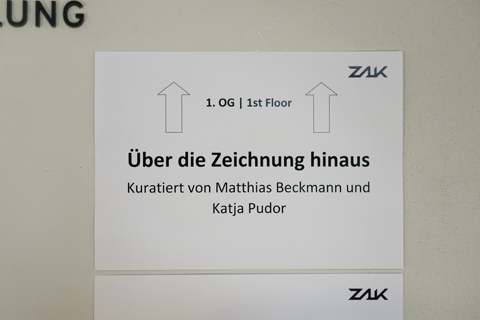 LUNG
ZAK
1. OG | 1st Floor
Über die Zeichnung hinaus
Kuratiert von Matthias Beckmann und
Katja Pudor
ZAK